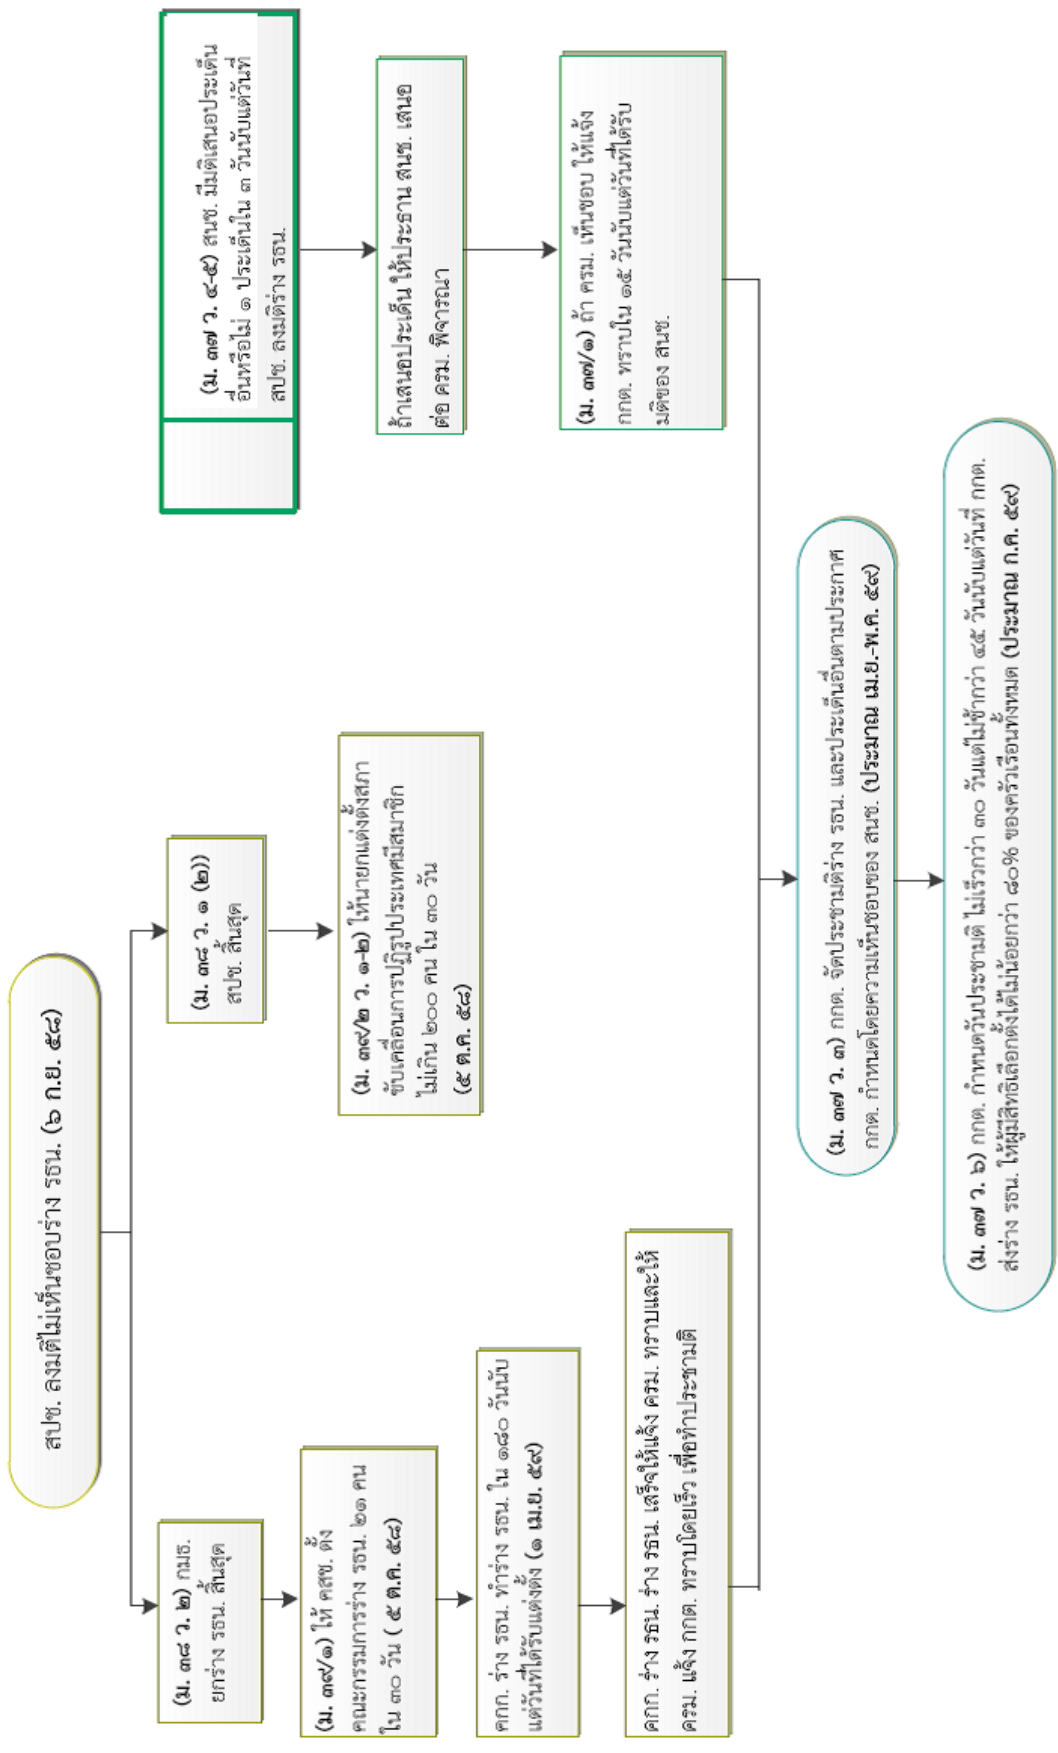 สปช. ลงมติไม่เห็นชอบร่าง รธน. (๖ ก.ย. ๕๘)
(ม. ๓๘ ว. ๒) กมธ.
ยกร่าง รธน. สิ้นสุด
(ม. ๓๙/๑) ให้ คสช. ตั้ง
คณะกรรมการร่าง รธน. ๒๑ คน
ใน ๓๐ วัน ( ๕ ต.ค. ๕๘)
คกก. ร่าง รธน. ทำร่าง รธน. ใน ๑๘๐ วันนับ
แต่วันที่ได้รับแต่งตั้ง (๑ เม.ย. ๕๙)
คกก. ร่าง รธน. ร่าง รธน. เสร็จให้แจ้ง ครม. ทราบและให้
ครม. แจ้ง กกต. ทราบโดยเร็ว เพื่อทำประชามติ
(ม. ๓๘ ว. ๑ (๒))
สปช. สิ้นสุด
(ม. ๓๙/๒ ว. ๑-๒) ให้นายกแต่งตั้งสภา
ขับเคลื่อนการปฏิรูปประเทศมีสมาชิก
ไม่เกิน ๒๐๐ คน ใน ๓๐ วัน
(๕ ต.ค. ๕๘)
(ม. ๓๗ ว. ๔-๕) สนช. มีมติเสนอประเด็น
อื่นหรือไม่ ๑ ประเด็นใน ๓ วันนับแต่วันที่
สปช. ลงมติร่าง รธน.
ถ้าเสนอประเด็น ให้ประธาน สนช. เสนอ
ต่อ ครม. พิจารณา
(ม. ๓๗/๑) ถ้า ครม. เห็นชอบ ให้แจ้ง
กกต. ทราบใน ๑๕ วันนับแต่วันที่ได้รับ
มติของ สนช.
(ม. ๓๗ ว. ๓) กกต. จัดประชามติร่าง รธน. และประเด็นอื่นตามประกาศ
กกต. กำหนดโดยความเห็นชอบของ สนช. (ประมาณ เม.ย.-พ.ค. ๕๙)
(ม. ๓๗ ว. ๖) กกต. กำหนดวันประชามติ ไม่เร็วกว่า ๓๐ วันแต่ไม่ช้ากว่า ๔๕ วันนับแต่วันที่ กกต.
ส่งร่าง รธน. ให้ผู้มีสิทธิเลือกตั้งได้ไม่น้อยกว่า ๘๐% ของครัวเรือนทั้งหมด (ประมาณ ก.ค. ๕๙)